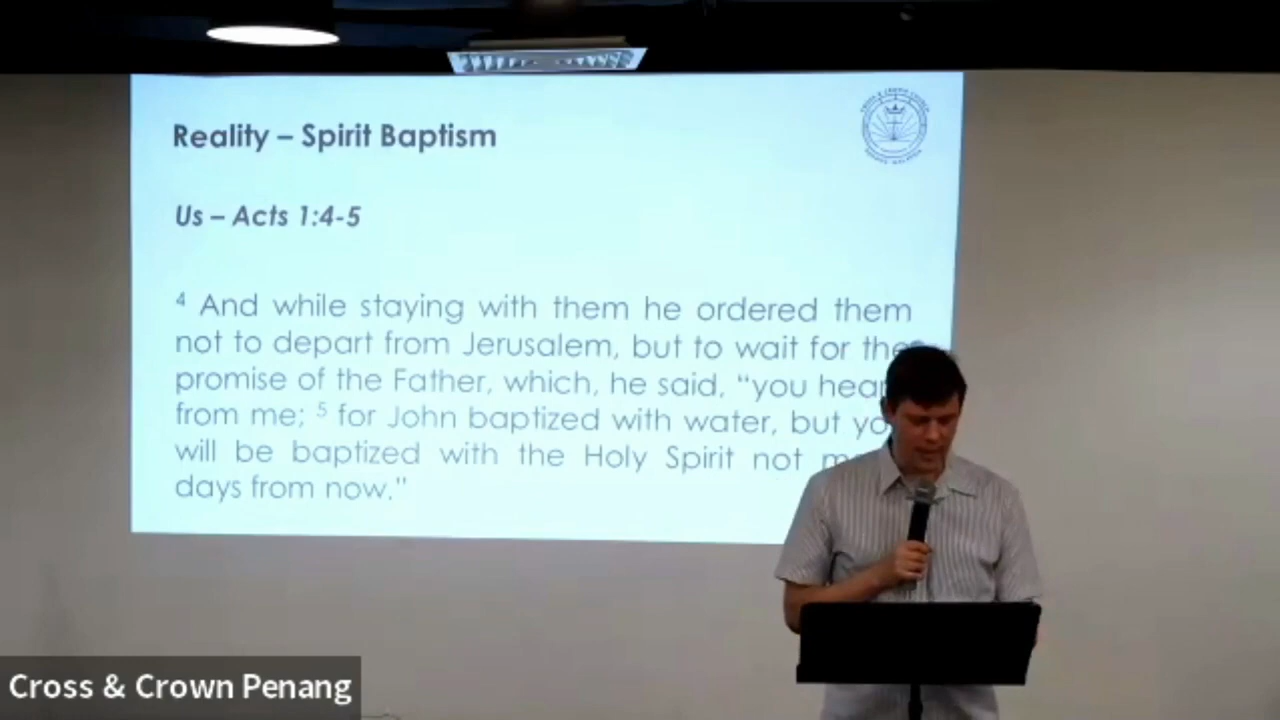 Reality – Spirit Baptism
Us – Acts 1:4-5
4 And while staying with them he ordered them
not to depart from Jerusalem, but to wait for the
promise of the Father, which, he said, “you hear
from me; 5 for John baptized with water, but yo
will be baptized with the Holy Spirit not m
days from now.”
Cross & Crown Penang